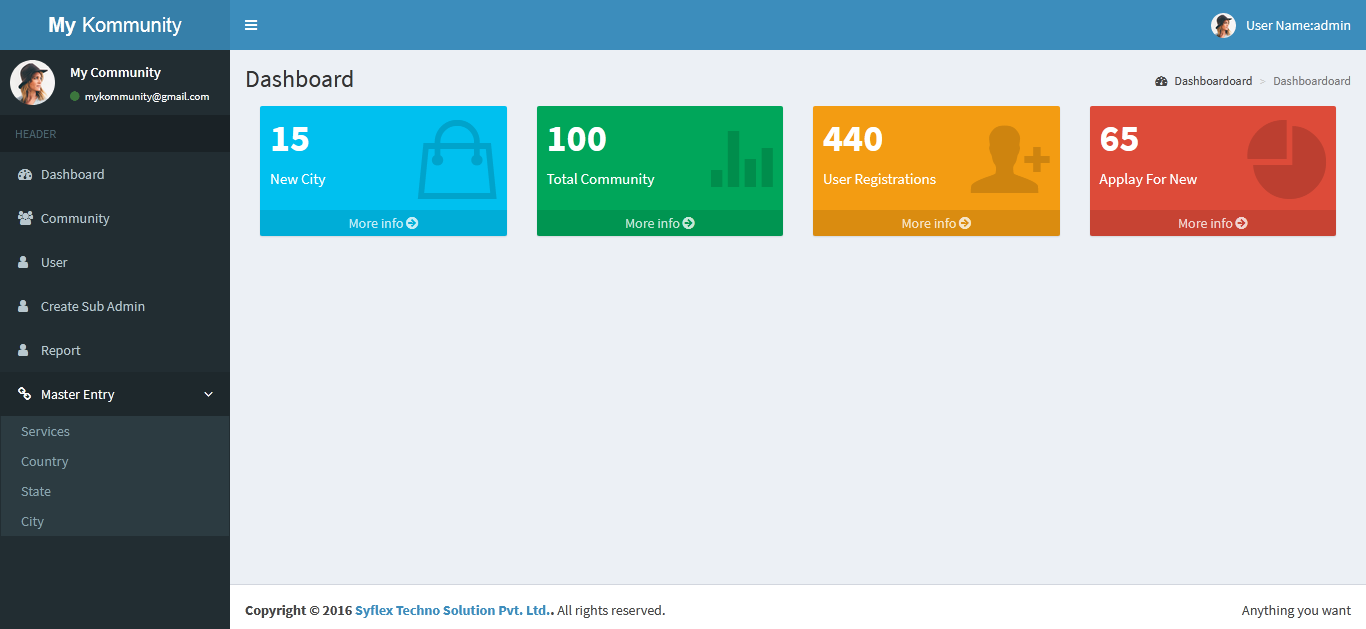 My Kommunity
User Name:admin
My Community
mykommunity@gmail.com
HEADER
Dashboard
Community
User
Create Sub Admin
Report
Master Entry
Services
Country
State
City
Dashboard
Dashboardoard > Dashboardoard
15
New City
More info
100
Total Community
More info
440
User Registrations
More info
65
Applay For New
More info
Copyright © 2016 Syflex Techno Solution Pvt. Ltd.. All rights reserved.
Anything you want